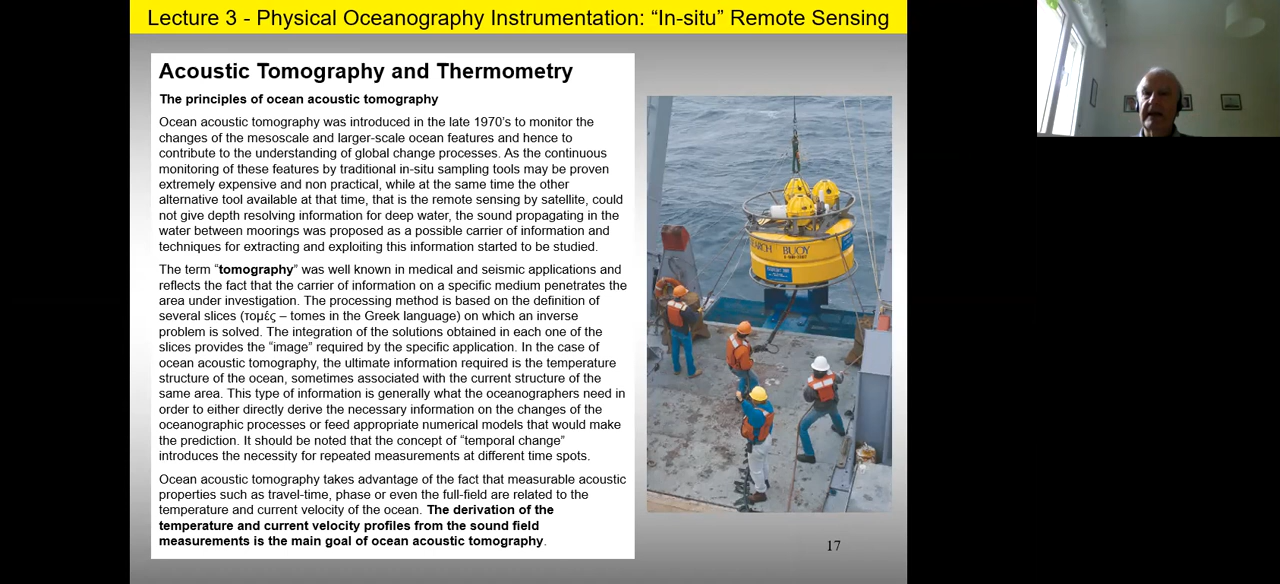 Lecture 3 - Physical Oceanography Instrumentation: “In-situ” Remote Sensing
Acoustic Tomography and Thermometry
The principles of ocean acoustic tomography
Ocean acoustic tomography was introduced in the late 1970’s to monitor the
changes of the mesoscale and larger-scale ocean features and hence to
contribute to the understanding of global change processes. As the continuous
monitoring of these features by traditional in-situ sampling tools may be proven
extremely expensive and non practical, while at the same time the other
alternative tool available at that time, that is the remote sensing by satellite, could
not give depth resolving information for deep water, the sound propagating in the
water between moorings was proposed as a possible carrier of information and
techniques for extracting and exploiting this information started to be studied.
The term “tomography” was well known in medical and seismic applications and
reflects the fact that the carrier of information on a specific medium penetrates the
area under investigation. The processing method is based on the definition of
several slices (τομές – tomes in the Greek language) on which an inverse
problem is solved. The integration of the solutions obtained in each one of the
slices provides the “image” required by the specific application. In the case of
ocean acoustic tomography, the ultimate information required is the temperature
structure of the ocean, sometimes associated with the current structure of the
same area. This type of information is generally what the oceanographers need in
order to either directly derive the necessary information on the changes of the
oceanographic processes or feed appropriate numerical models that would make
the prediction. It should be noted that the concept of “temporal change”
introduces the necessity for repeated measurements at different time spots.
Ocean acoustic tomography takes advantage of the fact that measurable acoustic
properties such as travel-time, phase or even the full-field are related to the
temperature and current velocity of the ocean. The derivation of the
temperature and current velocity profiles from the sound field
measurements is the main goal of ocean acoustic tomography.
BUOY
17